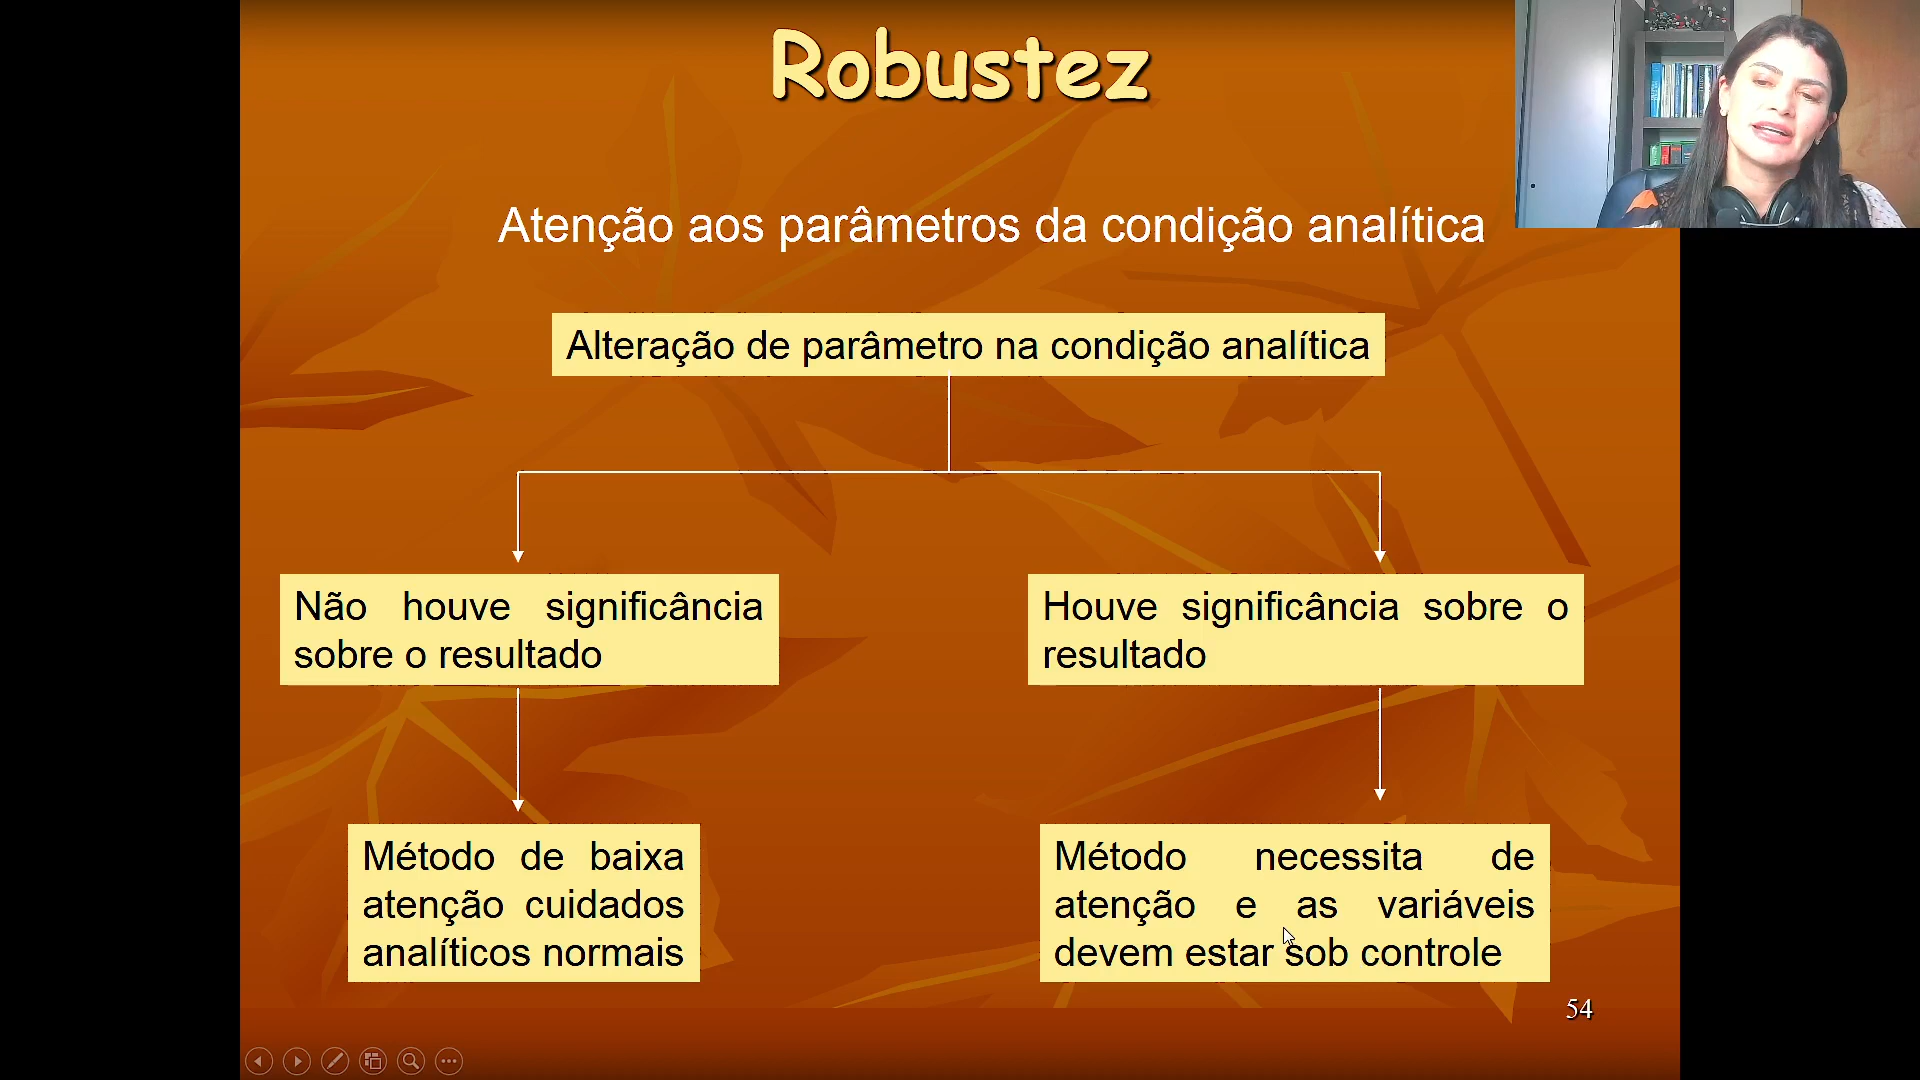 Robustez
Atenção aos parâmetros da condição analítica
Alteração de parâmetro na condição analítica
Não houve significância
sobre o resultado
Houve significância sobre o
resultado
Método de baixa
atenção cuidados
analíticos normais
Método necessita de
atenção e as variáveis
devem estar sob controle
54